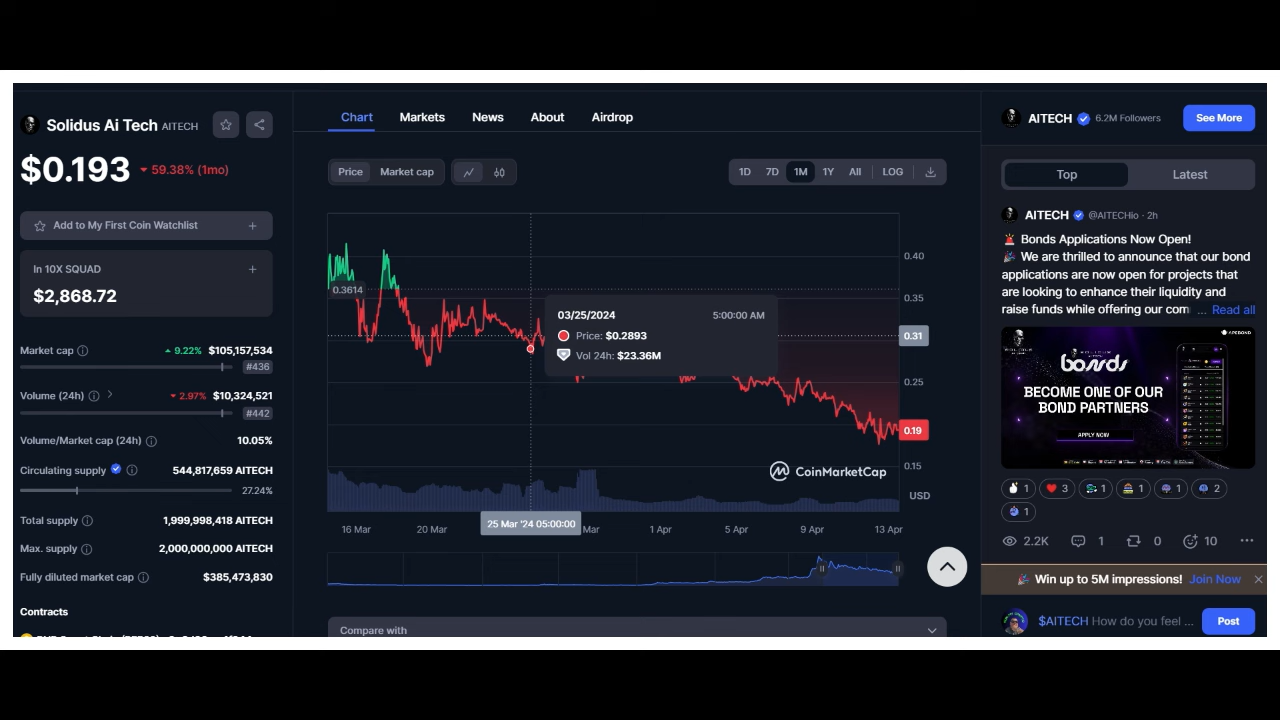 Solidus Ai Tech AITECH
$0.193 59.38% (1mo)
Add to My First Coin Watchlist +
In 10X SQUAD +
$2,868.72
Market cap 9.22% $105,157,534
#436
Volume (24h) 2.97% $10,324,521
#442
Volume/Market cap (24h) 10.05%
Circulating supply 544,817,659 AITECH
27.24%
Total supply 1,999,998,418 AITECH
Max. supply 2,000,000,000 AITECH
Fully diluted market cap $385,473,830
Contracts
Chart Markets News About Airdrop
Price Market cap
1D 7D 1M 1Y All LOG
0.40
0.3614
0.35
03/25/2024 5:00:00 AM
Price: $0.2893
Vol 24h: $23.36M
0.31
0.25
0.19
0.15
CoinMarketCap
USD
16 Mar 20 Mar 25 Mar '24 05:00:00 Mar 1 Apr 5 Apr 9 Apr 13 Apr
Compare with
AITECH 6.2M Followers See More
Top Latest
AITECH @AITECHio · 2h
Bonds Applications Now Open!
We are thrilled to announce that our bond
applications are now open for projects that
are looking to enhance their liquidity and
raise funds while offering our com ... Read all
APEBOND
bonds
BECOME ONE OF OUR
BOND PARTNERS
APPLY NOW
1 3 1 1 1 2
1
2.2K 1 0 10
Win up to 5M impressions! Join Now
$AITECH How do you feel ... Post